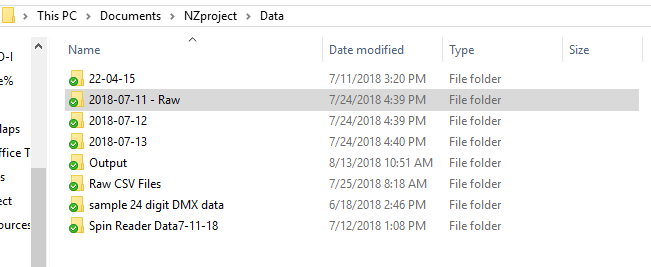 This PC > Documents > NZproject > Data
Name Date modified Type Size
22-04-15 7/11/2018 3:20 PM File folder
2018-07-11 - Raw 7/24/2018 4:39 PM File folder
2018-07-12 7/24/2018 4:39 PM File folder
2018-07-13 7/24/2018 4:40 PM File folder
Output 8/13/2018 10:51 AM File folder
Raw CSV Files 7/25/2018 8:18 AM File folder
sample 24 digit DMX data 6/18/2018 2:46 PM File folder
Spin Reader Data7-11-18 7/12/2018 1:08 PM File folder